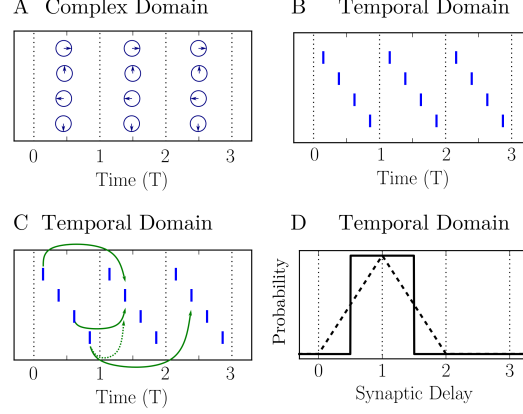 A Complex Domain
0 1 2 3
Time (T)
B Temporal Domain
0 1 2 3
Time (T)
C Temporal Domain
0 1 2 3
Time (T)
D Temporal Domain
Probability
0 1 2 3
Synaptic Delay